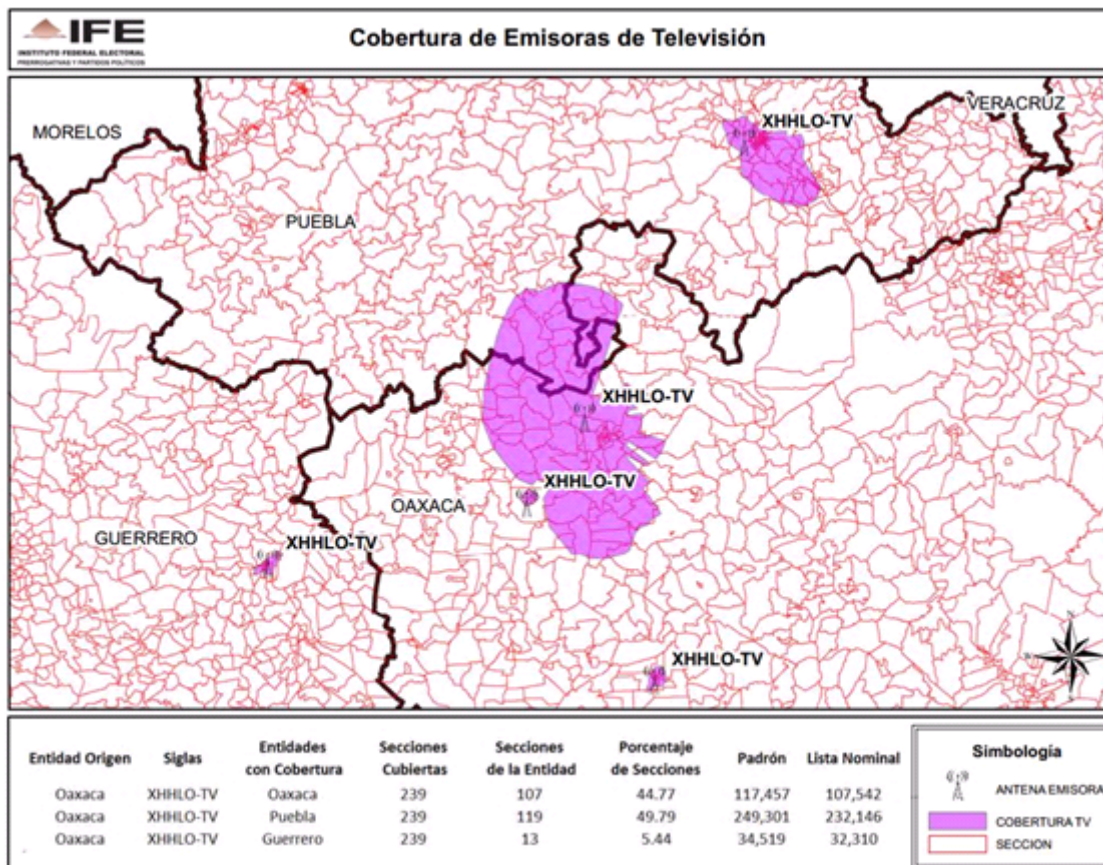 IFE
INSTITUTO FEDERAL ELECTORAL
PRERROGATIVAS Y PARTIDOS POLÍTICOS
Cobertura de Emisoras de Televisión
MORELOS
VERACRUZ
XHHLO-TV
PUEBLA
XHHLO-TV
XHHLO-TV
OAXACA
GUERRERO
XHHLO-TV
XHHLO-TV
N
Entidad Origen Siglas Entidades con Cobertura Secciones Cubiertas Secciones de la Entidad Porcentaje de Secciones Padrón Lista Nominal
Oaxaca XHHLO-TV Oaxaca 239 107 44.77 117,457 107,542
Oaxaca XHHLO-TV Puebla 239 119 49.79 249,301 232,146
Oaxaca XHHLO-TV Guerrero 239 13 5.44 34,519 32,310
Simbología
ANTENA EMISORA
COBERTURA TV
SECCION